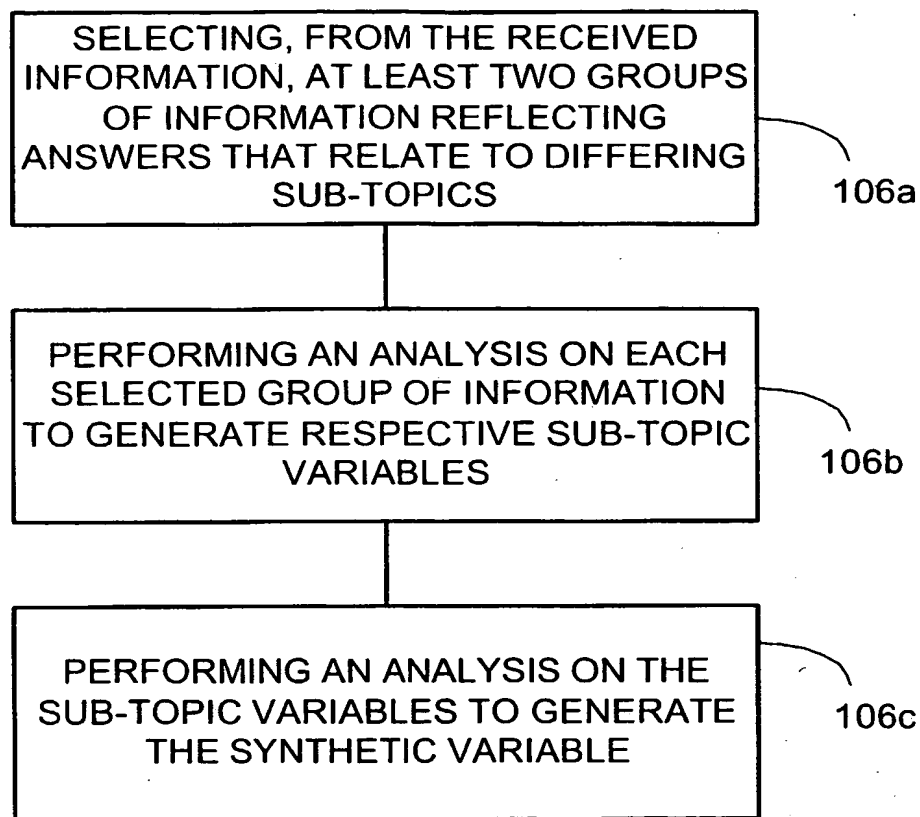 SELECTING, FROM THE RECEIVED
INFORMATION, AT LEAST TWO GROUPS
OF INFORMATION REFLECTING
ANSWERS THAT RELATE TO DIFFERING
SUB-TOPICS
106a
PERFORMING AN ANALYSIS ON EACH
SELECTED GROUP OF INFORMATION
TO GENERATE RESPECTIVE SUB-TOPIC
VARIABLES
106b
PERFORMING AN ANALYSIS ON THE
SUB-TOPIC VARIABLES TO GENERATE
THE SYNTHETIC VARIABLE
106c